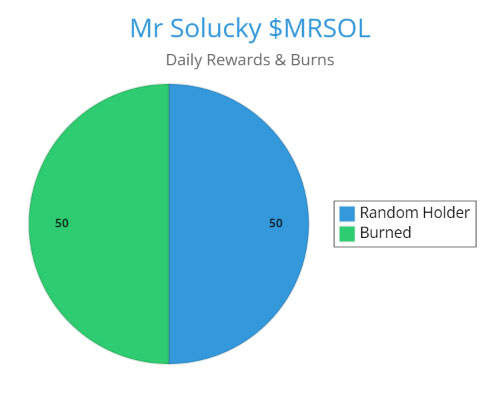 Mr Solucky $MRSOL
Daily Rewards & Burns
50
50
Random Holder
Burned